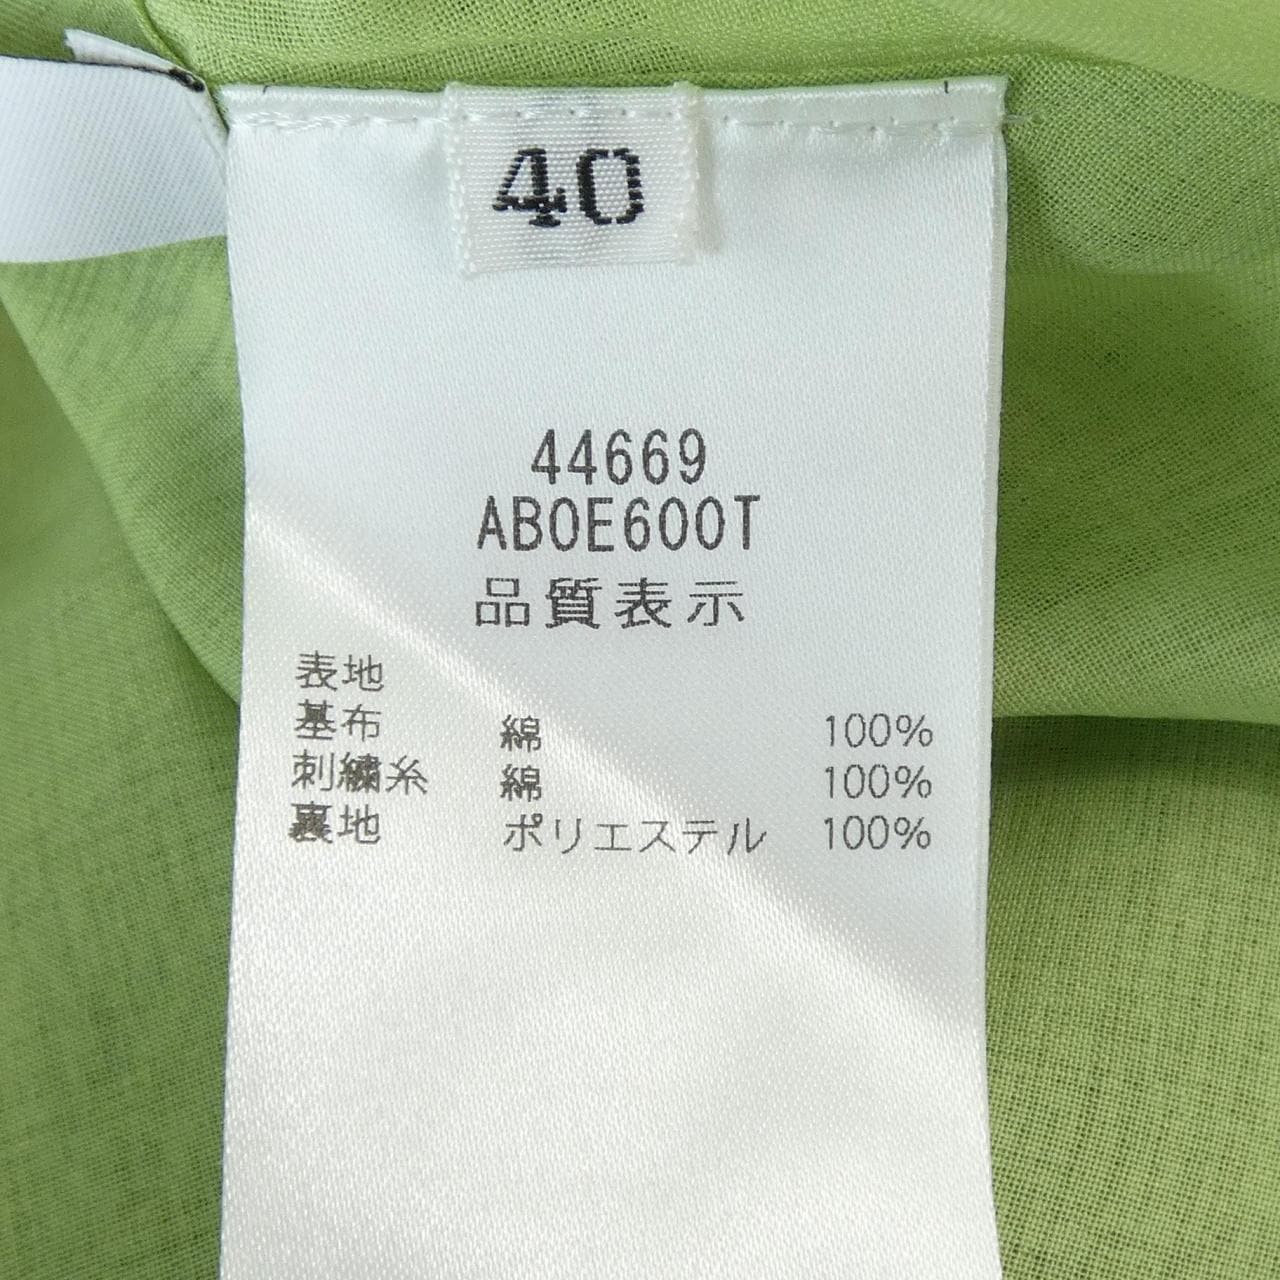 40
44669
AB0E600T
品質表示
表地
基布 綿 100%
刺繍糸 綿 100%
裏地 ポリエステル 100%